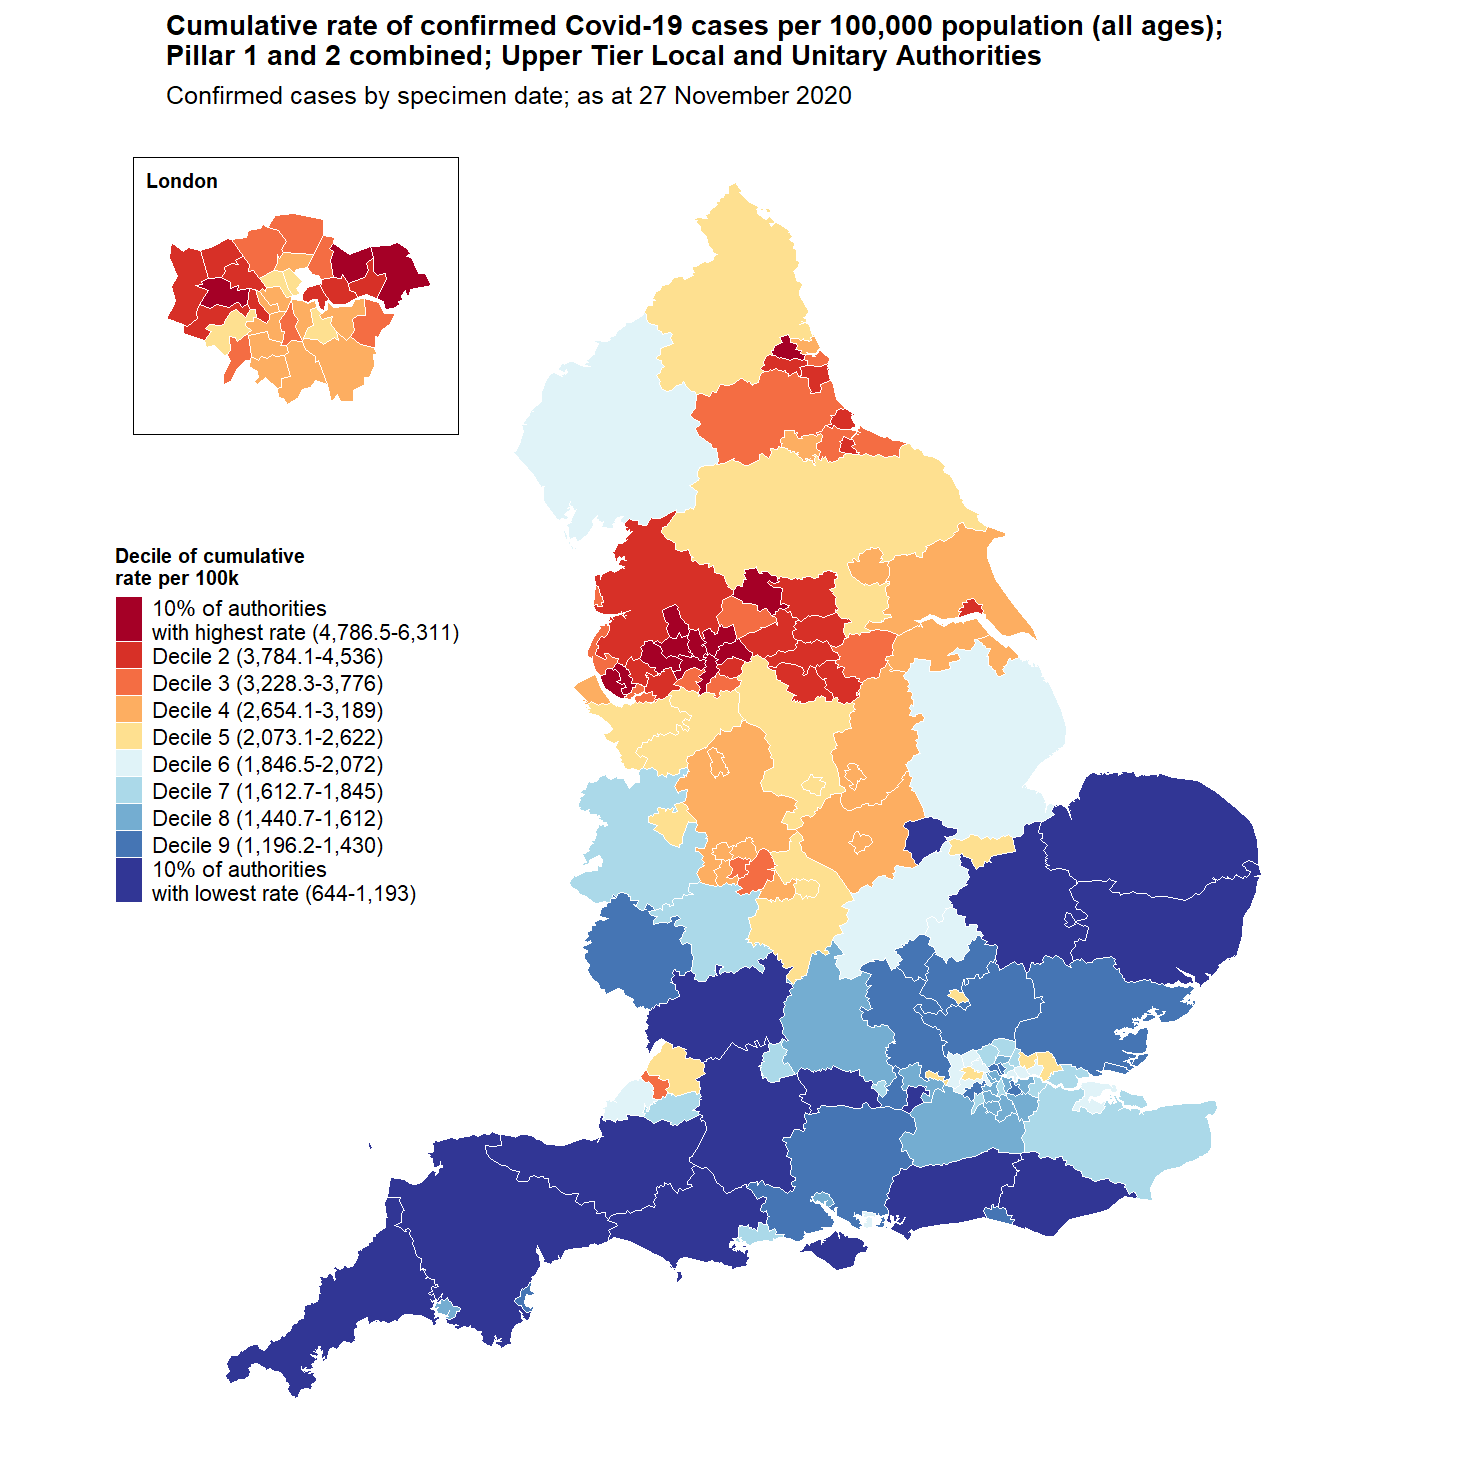 Cumulative rate of confirmed Covid-19 cases per 100,000 population (all ages);
Pillar 1 and 2 combined; Upper Tier Local and Unitary Authorities
Confirmed cases by specimen date; as at 27 November 2020
London
Decile of cumulative
rate per 100k
10% of authorities
with highest rate (4,786.5-6,311)
Decile 2 (3,784.1-4,536)
Decile 3 (3,228.3-3,776)
Decile 4 (2,654.1-3,189)
Decile 5 (2,073.1-2,622)
Decile 6 (1,846.5-2,072)
Decile 7 (1,612.7-1,845)
Decile 8 (1,440.7-1,612)
Decile 9 (1,196.2-1,430)
10% of authorities
with lowest rate (644-1,193)